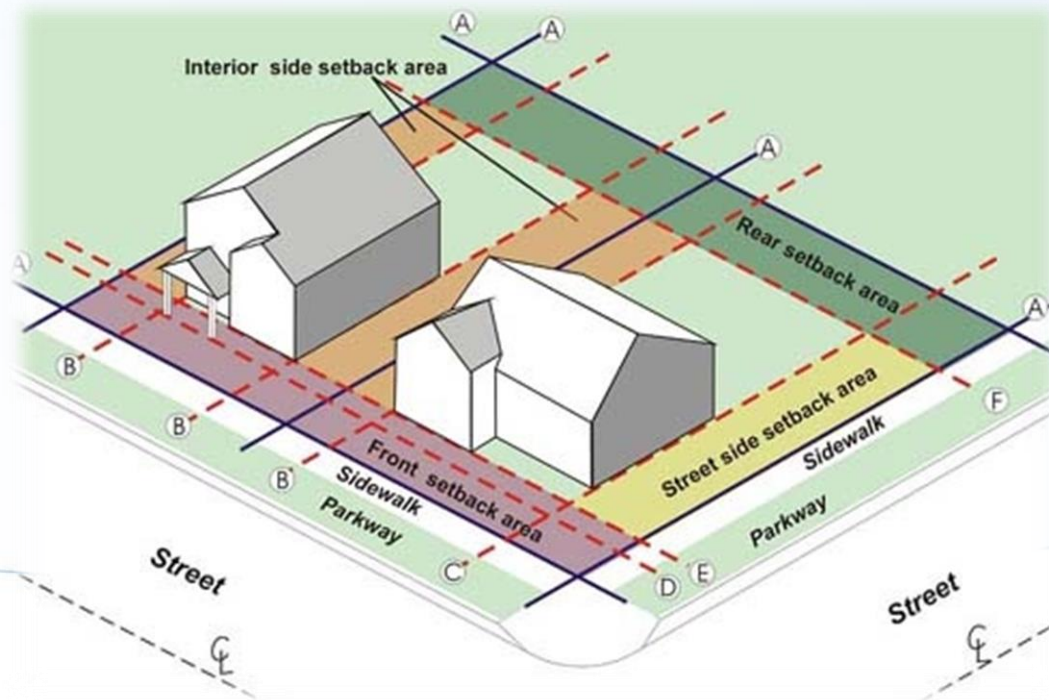 A
A
Interior side setback area
A
Rear setback area
A
A
B
F
Street side setback area
B
Sidewalk
Front setback area
B
Sidewalk
Parkway
Parkway
C
E
D
Street
Street
CL
CL